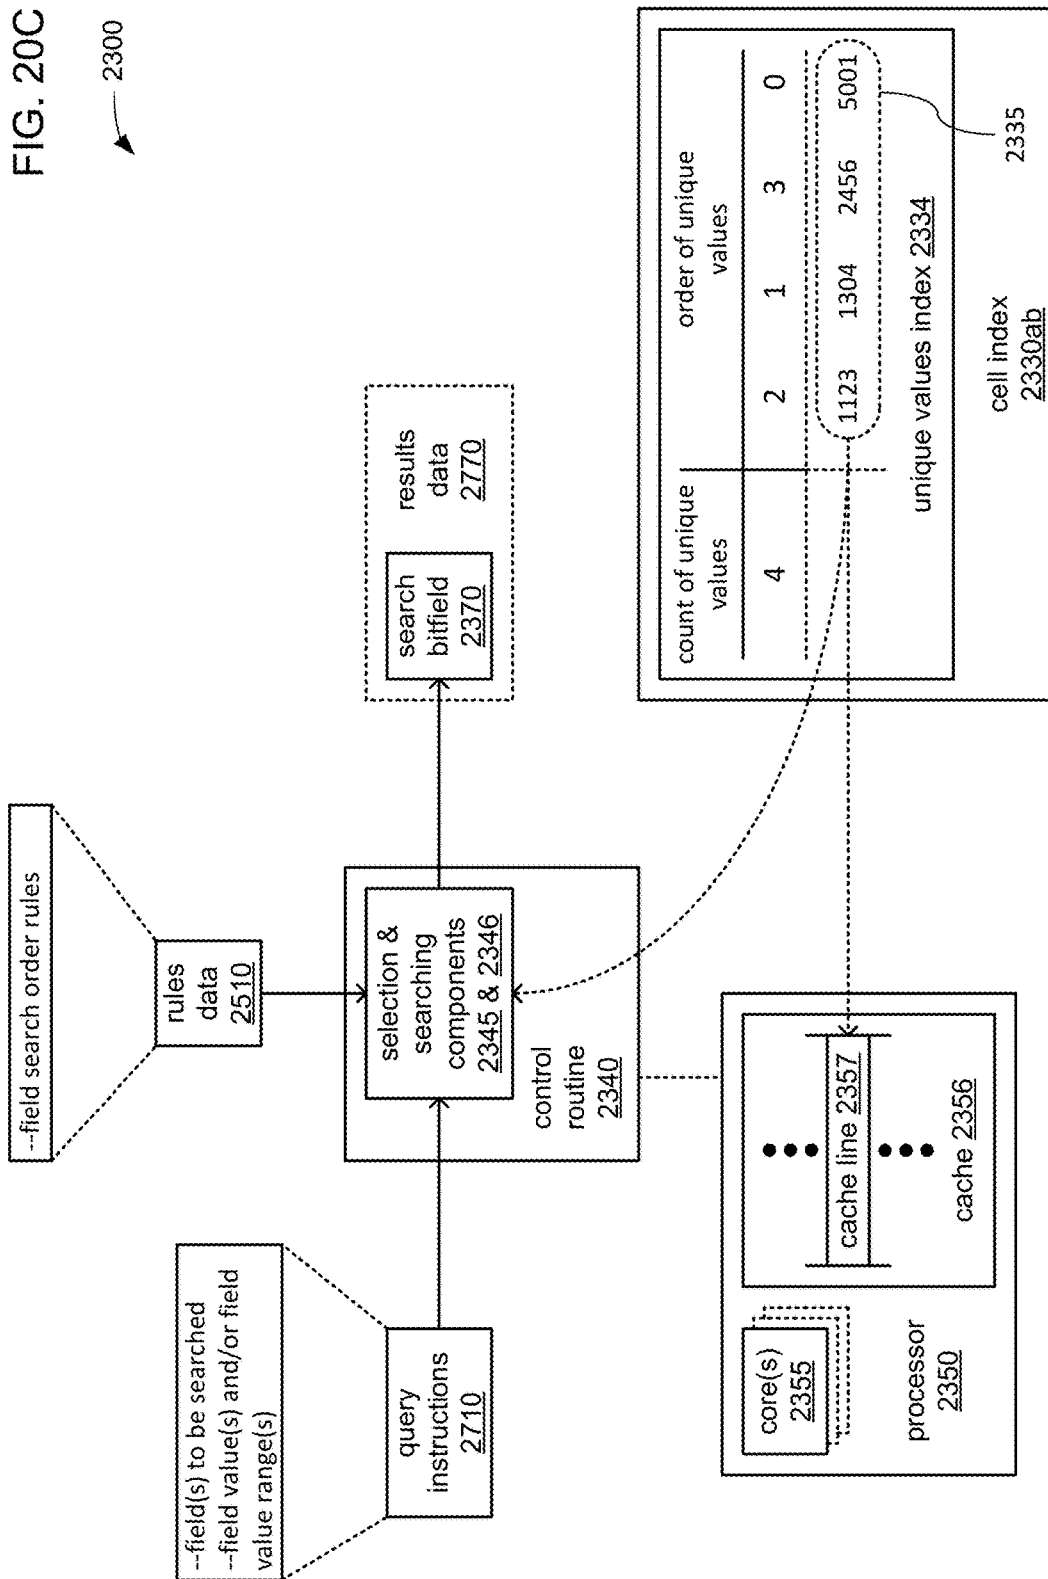 FIG. 20C
2300
--field search order rules
rules
data
2510
--field(s) to be searched
--field value(s) and/or field
value range(s)
query
instructions
2710
selection &
searching
components
2345 & 2346
control
routine
2340
search
bitfield
2370
results
data
2770
core(s)
2355
cache line 2357
cache 2356
processor
2350
count of unique
values
order of unique
values
4 2 1 3 0
1123 1304 2456 5001
unique values index 2334
2335
cell index
2330ab